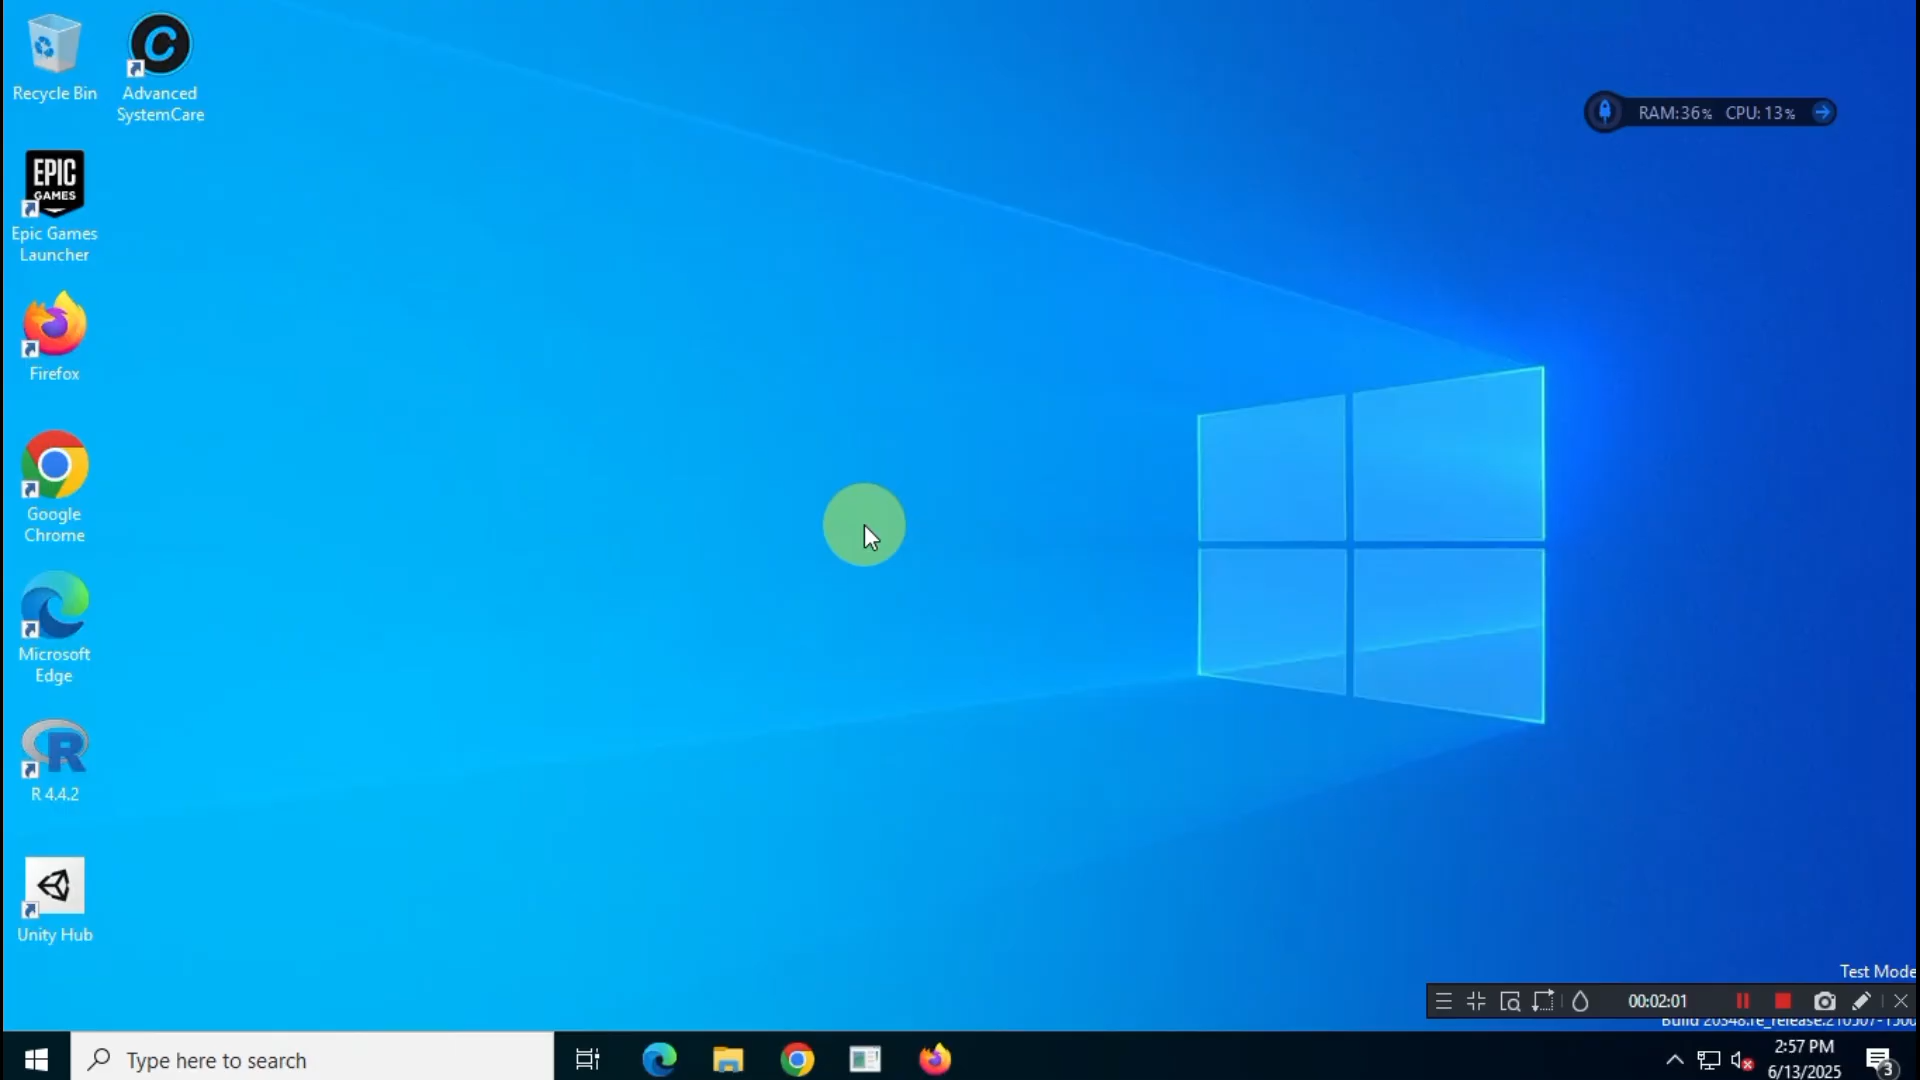 Recycle Bin
Advanced
SystemCare
EPIC
GAMES
Epic Games
Launcher
Firefox
Google
Chrome
Microsoft
Edge
R 4.4.2
Unity Hub
RAM:36% CPU: 13%
Test Mode
00:02:01
Type here to search
2:57 PM
6/13/2025
3